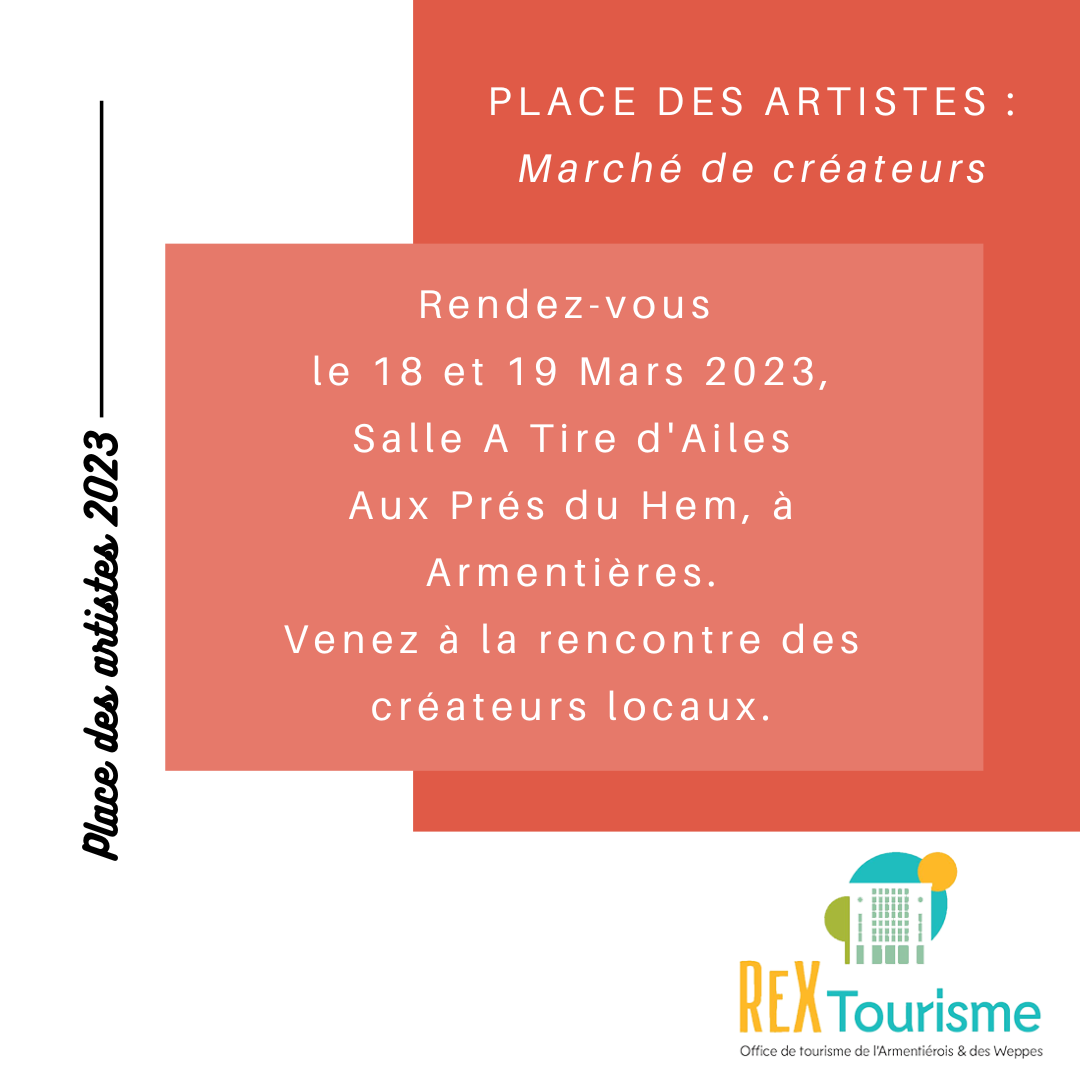 PLACE DES ARTISTES :
Marché de créateurs
Rendez-vous
le 18 et 19 Mars 2023,
Salle A Tire d'Ailes
Aux Prés du Hem, à
Armentières.
Venez à la rencontre des
créateurs locaux.
Place des artistes 2023
REX Tourisme
Office de tourisme de l'Armentiérois & des Weppes